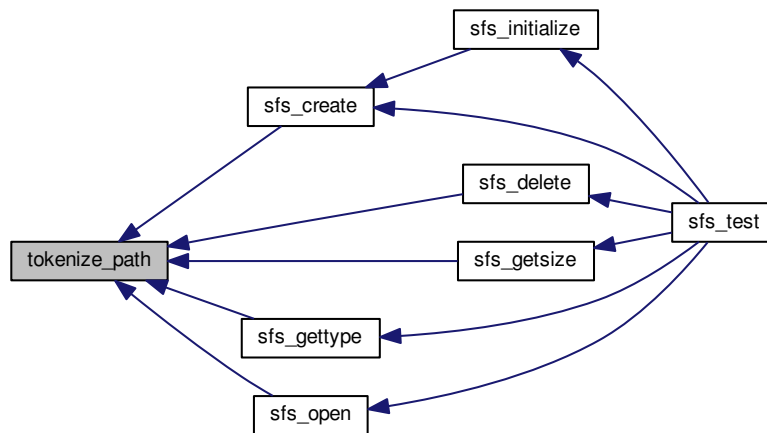 sfs_initialize
sfs_create
sfs_delete
sfs_test
tokenize_path
sfs_getsize
sfs_gettype
sfs_open